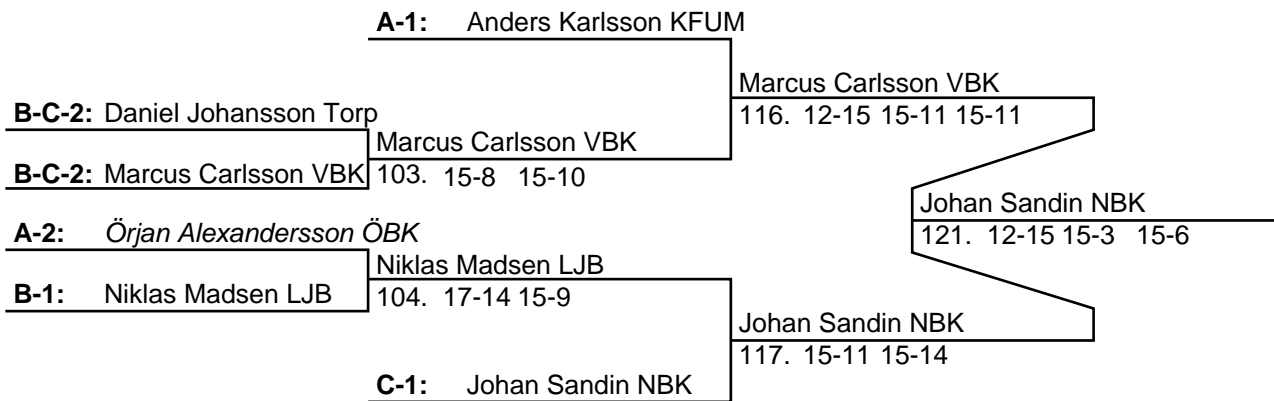 A-1: Anders Karlsson KFUM
Marcus Carlsson VBK
B-C-2: Daniel Johansson Torp
116. 12-15 15-11 15-11
Marcus Carlsson VBK
B-C-2: Marcus Carlsson VBK
103. 15-8 15-10
Johan Sandin NBK
A-2: Örjan Alexandersson ÖBK
121. 12-15 15-3 15-6
Niklas Madsen LJB
B-1: Niklas Madsen LJB
104. 17-14 15-9
Johan Sandin NBK
117. 15-11 15-14
C-1: Johan Sandin NBK